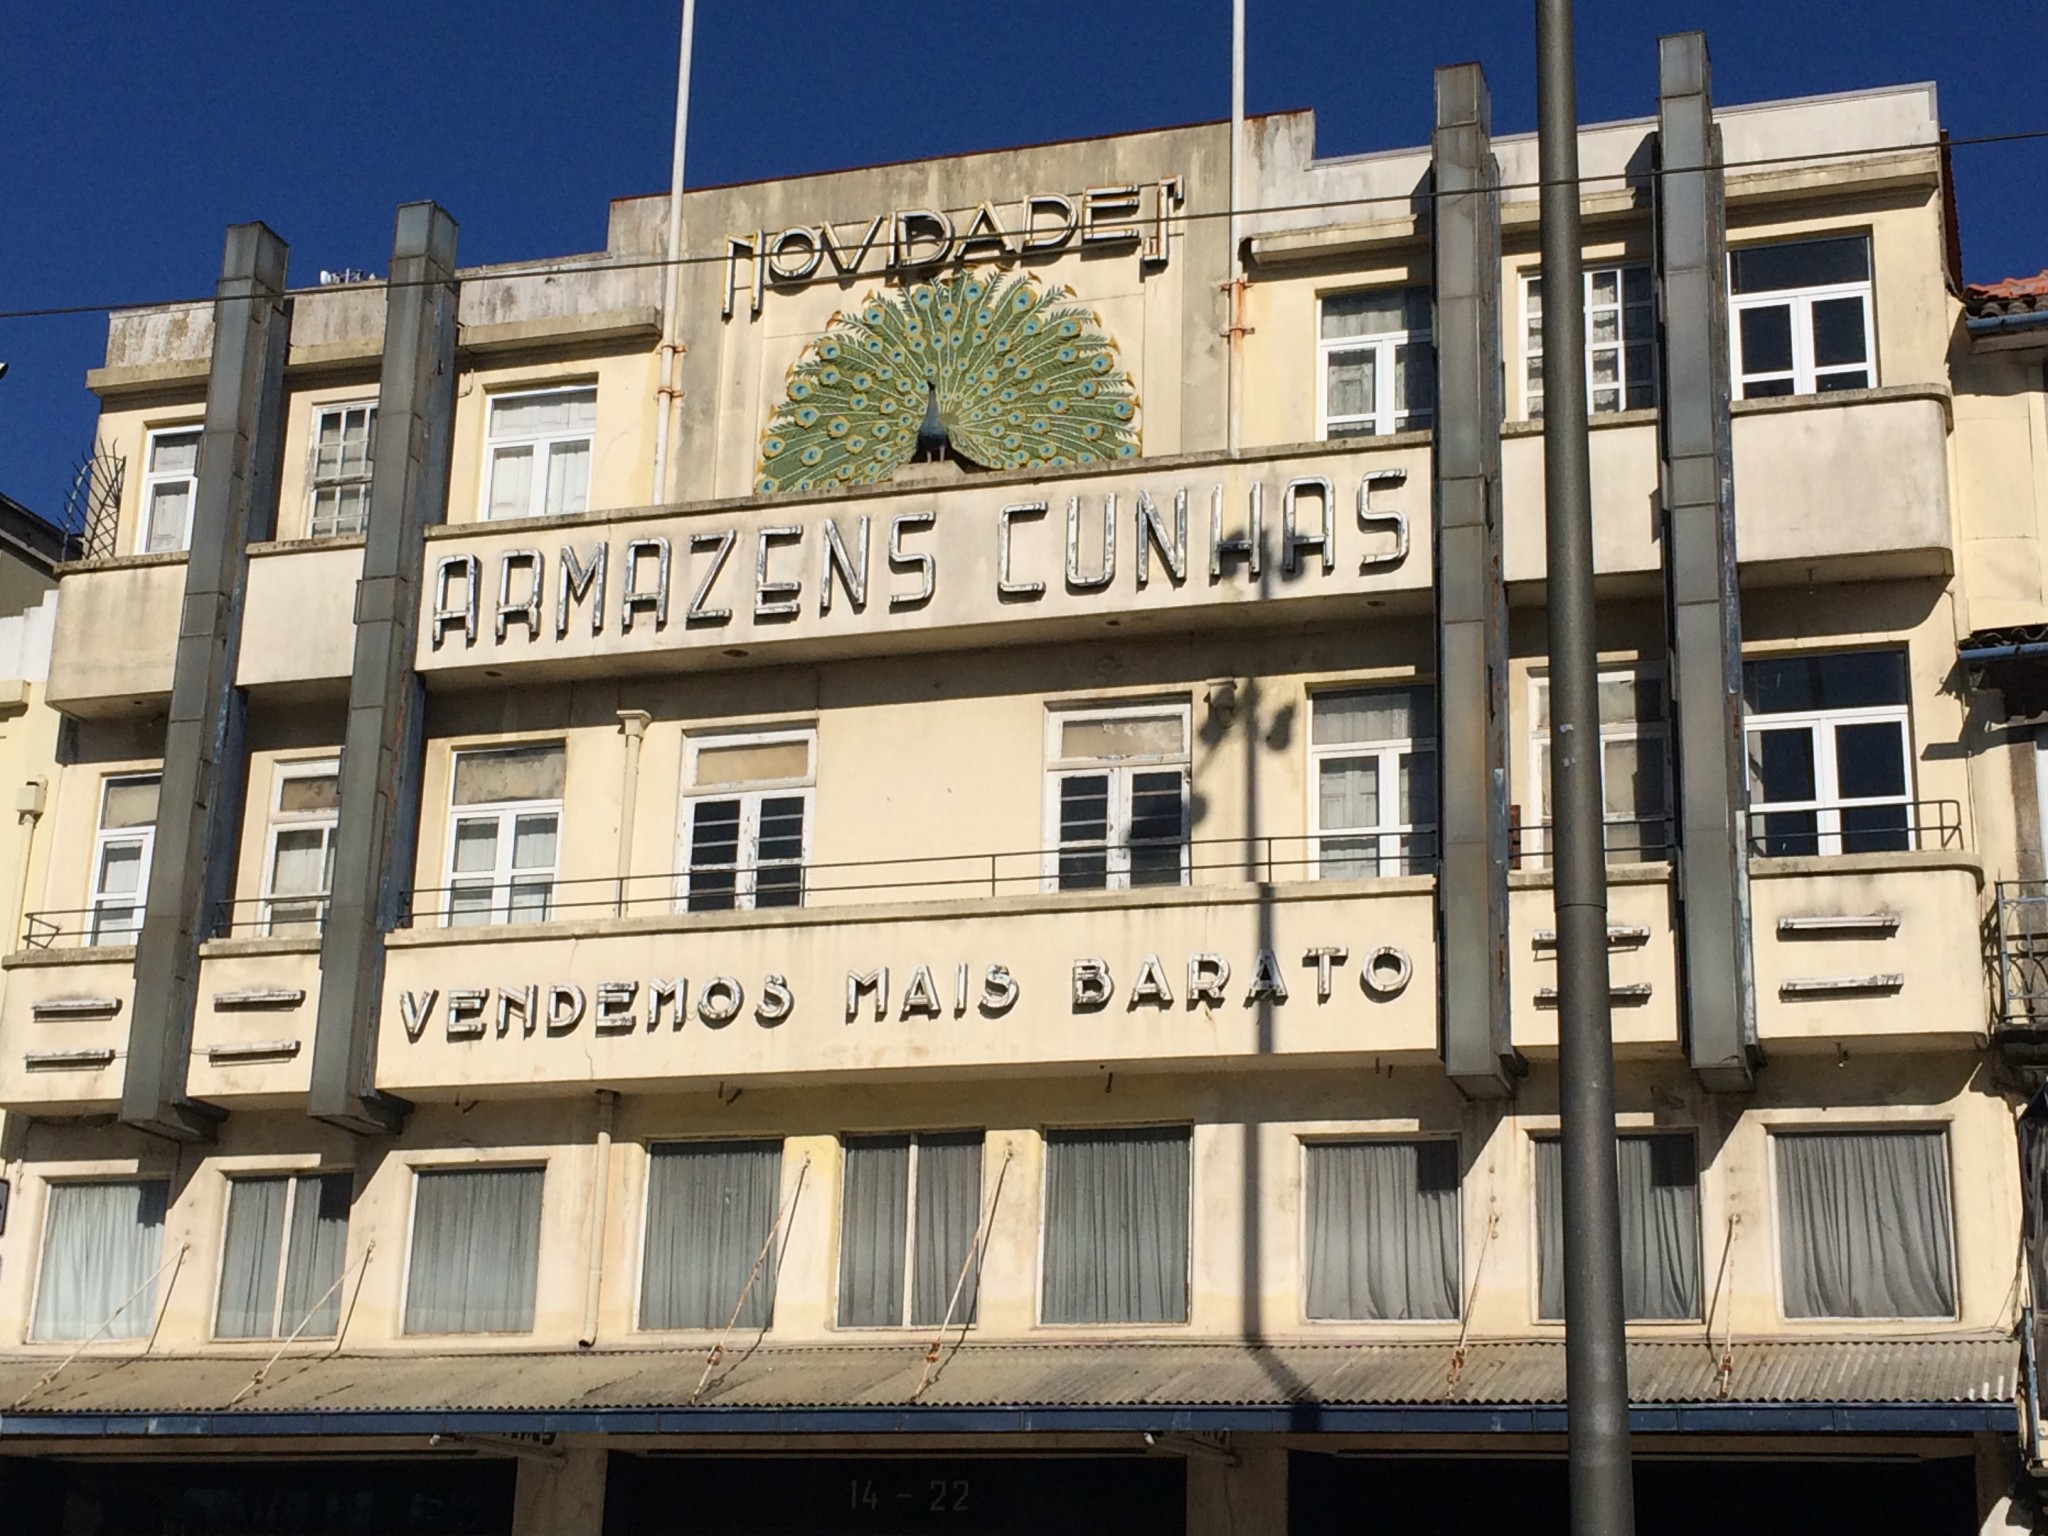 NOVIDADES
ARMAZENS CUNHAS
VENDEMOS MAIS BARATO
14 - 22